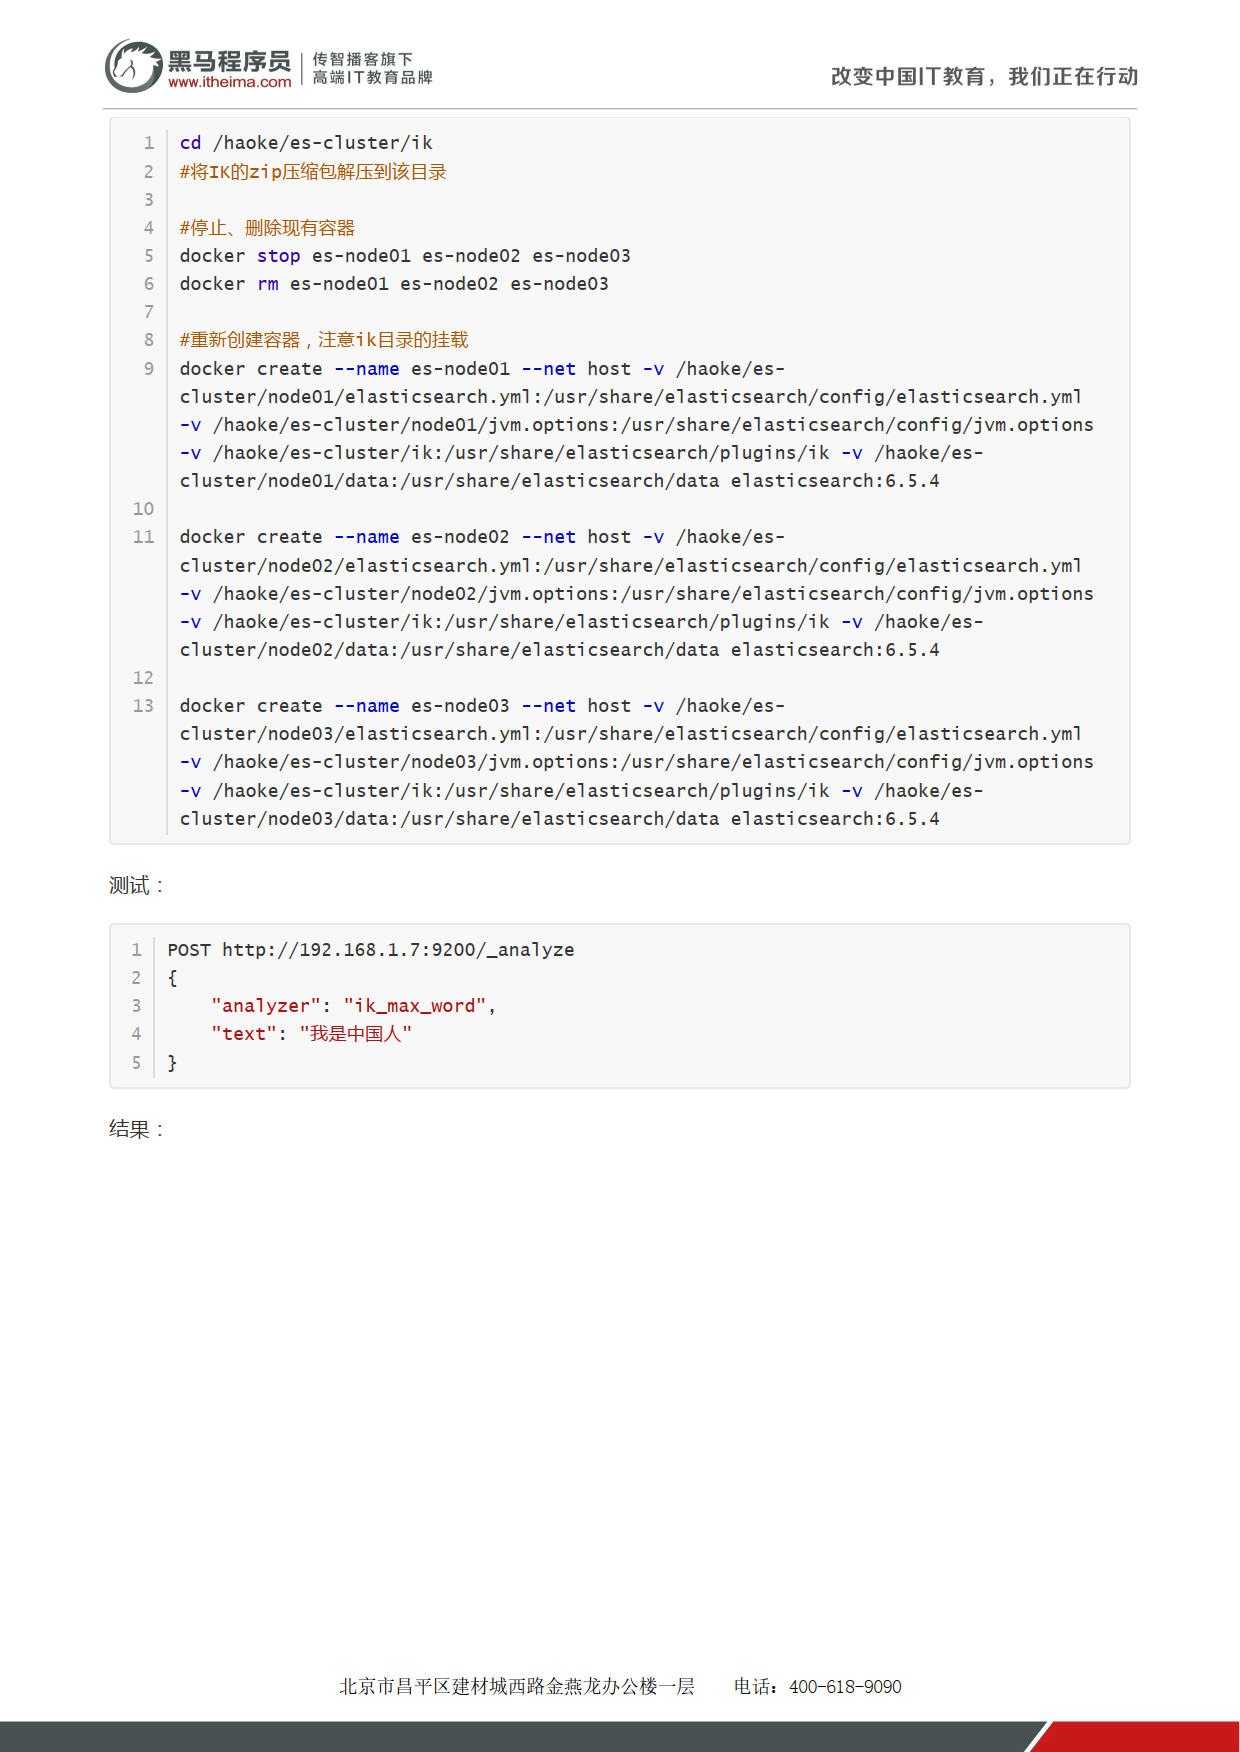 黑马程序员
www.itheima.com
传智播客旗下
高端IT教育品牌
改变中国IT教育，我们正在行动
1 cd /haoke/es-cluster/ik
2 #将IK的zip压缩包解压到该目录
3
4 #停止、删除现有容器
5 docker stop es-node01 es-node02 es-node03
6 docker rm es-node01 es-node02 es-node03
7
8 #重新创建容器，注意ik目录的挂载
9 docker create --name es-node01 --net host -v /haoke/es-
cluster/node01/elasticsearch.yml:/usr/share/elasticsearch/config/elasticsearch.yml
-v /haoke/es-cluster/node01/jvm.options:/usr/share/elasticsearch/config/jvm.options
-v /haoke/es-cluster/ik:/usr/share/elasticsearch/plugins/ik -v /haoke/es-
cluster/node01/data:/usr/share/elasticsearch/data elasticsearch:6.5.4
10
11 docker create --name es-node02 --net host -v /haoke/es-
cluster/node02/elasticsearch.yml:/usr/share/elasticsearch/config/elasticsearch.yml
-v /haoke/es-cluster/node02/jvm.options:/usr/share/elasticsearch/config/jvm.options
-v /haoke/es-cluster/ik:/usr/share/elasticsearch/plugins/ik -v /haoke/es-
cluster/node02/data:/usr/share/elasticsearch/data elasticsearch:6.5.4
12
13 docker create --name es-node03 --net host -v /haoke/es-
cluster/node03/elasticsearch.yml:/usr/share/elasticsearch/config/elasticsearch.yml
-v /haoke/es-cluster/node03/jvm.options:/usr/share/elasticsearch/config/jvm.options
-v /haoke/es-cluster/ik:/usr/share/elasticsearch/plugins/ik -v /haoke/es-
cluster/node03/data:/usr/share/elasticsearch/data elasticsearch:6.5.4
测试：
1 POST http://192.168.1.7:9200/_analyze
2 {
3     "analyzer": "ik_max_word",
4     "text": "我是中国人"
5 }
结果：
北京市昌平区建材城西路金燕龙办公楼一层 电话：400-618-9090